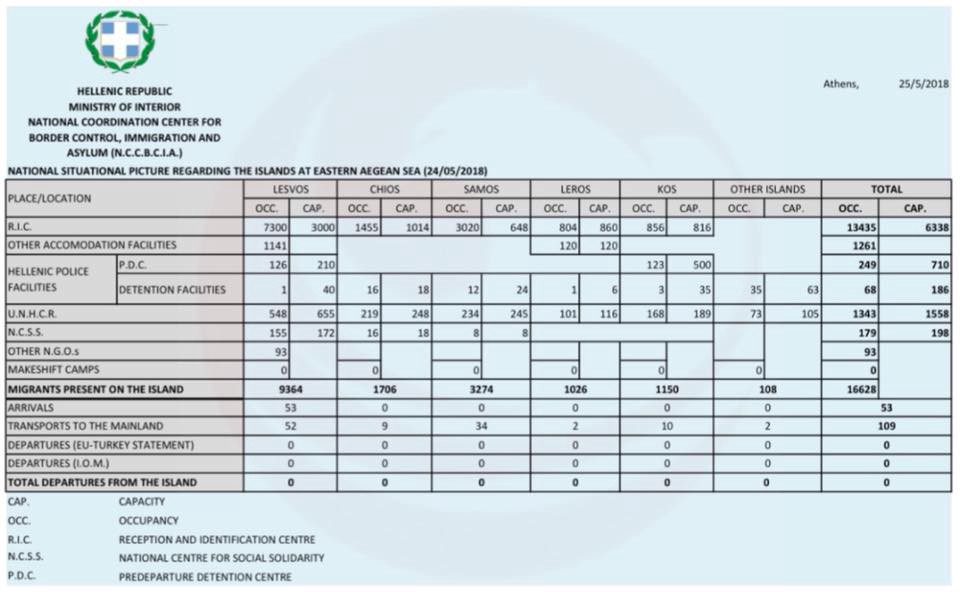 HELLENIC REPUBLIC
MINISTRY OF INTERIOR
NATIONAL COORDINATION CENTER FOR
BORDER CONTROL, IMMIGRATION AND
ASYLUM (N.C.C.B.C.I.A.)
Athens, 25/5/2018
NATIONAL SITUATIONAL PICTURE REGARDING THE ISLANDS AT EASTERN AEGEAN SEA (24/05/2018)
PLACE/LOCATION LESVOS CHIOS SAMOS LEROS KOS OTHER ISLANDS TOTAL
OCC. CAP. OCC. CAP. OCC. CAP. OCC. CAP. OCC. CAP. OCC. CAP. OCC. CAP.
R.I.C. 7300 3000 1455 1014 3020 648 804 860 856 816 13435 6338
OTHER ACCOMODATION FACILITIES 1141 120 120 1261
HELLENIC POLICE FACILITIES
P.D.C. 126 210 123 500 249 710
DETENTION FACILITIES 1 40 16 18 12 24 1 6 3 35 35 63 68 186
U.N.H.C.R. 548 655 219 248 234 245 101 116 168 189 73 105 1343 1558
N.C.S.S. 155 172 16 18 8 8 179 198
OTHER N.G.O.s 93 93
MAKESHIFT CAMPS 0 0 0 0 0 0 0
MIGRANTS PRESENT ON THE ISLAND 9364 1706 3274 1026 1150 108 16628
ARRIVALS 53 0 0 0 0 0 53
TRANSPORTS TO THE MAINLAND 52 9 34 2 10 2 109
DEPARTURES (EU-TURKEY STATEMENT) 0 0 0 0 0 0 0
DEPARTURES (I.O.M.) 0 0 0 0 0 0 0
TOTAL DEPARTURES FROM THE ISLAND 0 0 0 0 0 0 0
CAP. CAPACITY
OCC. OCCUPANCY
R.I.C. RECEPTION AND IDENTIFICATION CENTRE
N.C.S.S. NATIONAL CENTRE FOR SOCIAL SOLIDARITY
P.D.C. PREDEPARTURE DETENTION CENTRE